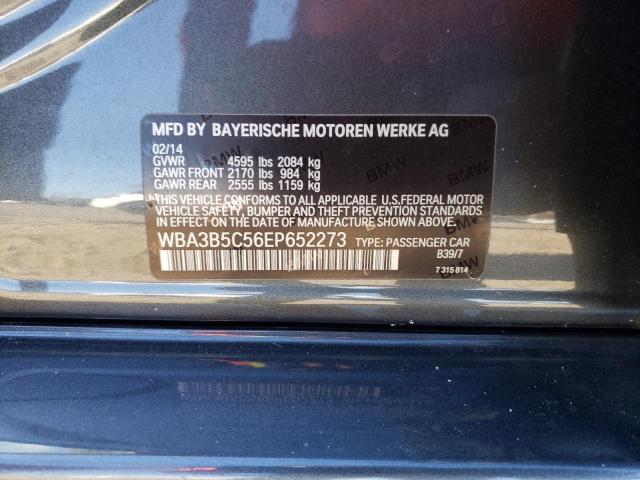 MFD BY BAYERISCHE MOTOREN WERKE AG
02/14
GVWR 4595 lbs 2084 kg
GAWR FRONT 2170 lbs 984 kg
GAWR REAR 2555 lbs 1159 kg
THIS VEHICLE CONFORMS TO ALL APPLICABLE U.S.FEDERAL MOTOR
VEHICLE SAFETY, BUMPER AND THEFT PREVENTION STANDARDS
IN EFFECT ON THE DATE OF MANUFACTURE SHOWN ABOVE.
WBA3B5C56EP652273 TYPE: PASSENGER CAR
B39/7
7 315 814